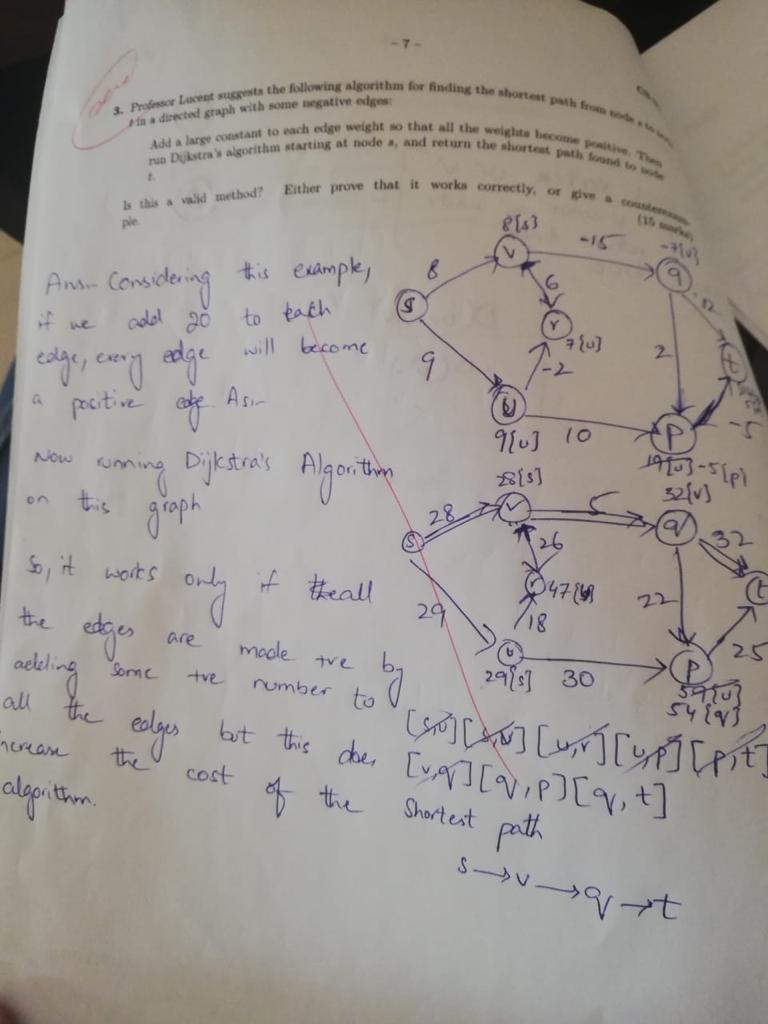 - 7 -
3. Professor Lucent suggests the following algorithm for finding the shortest path from node s to
t in a directed graph with some negative edges:
Add a large constant to each edge weight so that all the weights become positive. Then
run Dijkstra's algorithm starting at node s, and return the shortest path found to node
t.
Is this a valid method? Either prove that it works correctly, or give a counterexam-
ple.
(15 marks)
Ans:- Considering this example,
if we add 20 to each
edge, every edge will become
a positive edge. As:-
Now running Dijkstra's Algorithm
on this graph
So, it works only if all
the edges are made +ve by
adding some +ve number to
all the edges but this does
increase the cost of the shortest path
algorithm.
8[s]
v
-15
-7[v]
q
8
s
6
r
7[u]
2
t
9
-2
u
9[u]
10
p
-5
19[u] -5[p]
28[s]
v
5
32[v]
q
28
s
26
32
r
47[u]
22
t
29
18
u
29[s]
30
p
25
59[u]
54[q]
[s,v] [s,u] [u,r] [u,p] [p,t]
[v,q] [q,p] [q,t]
s → v → q → t